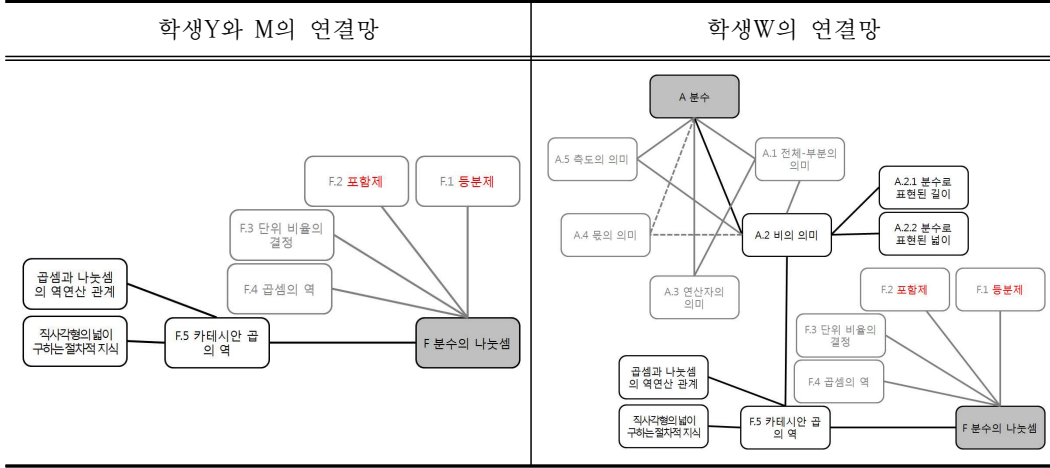 학생Y와 M의 연결망
F.2 포함제
F.1 등분제
F.3 단위 비율의
결정
F.4 곱셈의 역
곱셈과 나눗셈
의 역연산 관계
직사각형의 넓이
구하는 절차적 지식
F.5 카테시안 곱
의 역
F 분수의 나눗셈
학생W의 연결망
A 분수
A.5 측도의 의미
A.1 전체-부분의
의미
A.4 몫의 의미
A.2 비의 의미
A.2.1 분수로
표현된 길이
A.2.2 분수로
표현된 넓이
A.3 연산자의
의미
F.2 포함제
F.1 등분제
F.3 단위 비율의
결정
F.4 곱셈의 역
곱셈과 나눗셈
의 역연산 관계
직사각형의 넓이
구하는 절차적 지식
F.5 카테시안 곱
의 역
F 분수의 나눗셈